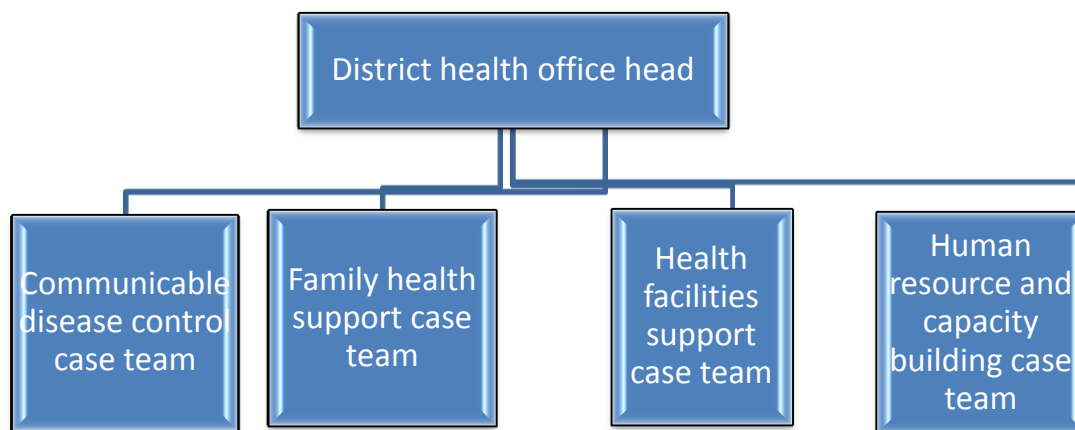 District health office head
Communicable
disease control
case team
Family health
support case
team
Health
facilities
support
case team
Human
resource and
capacity
building case
team